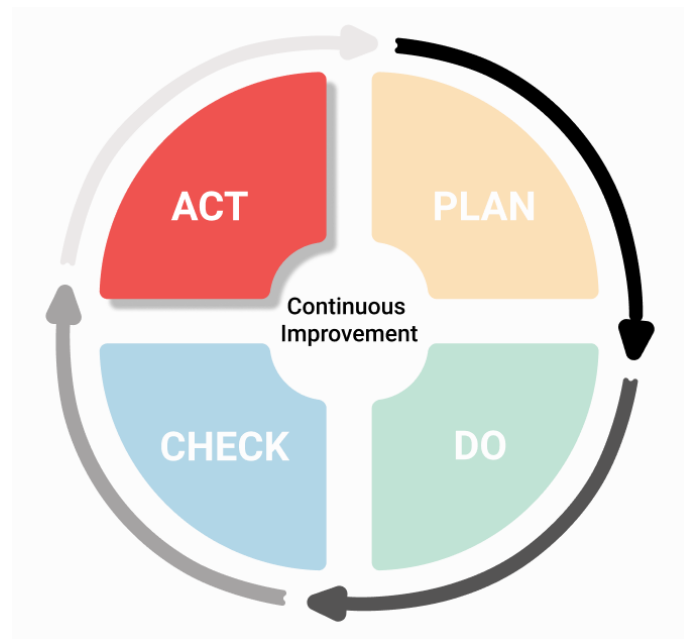 ACT
PLAN
Continuous
Improvement
CHECK
DO